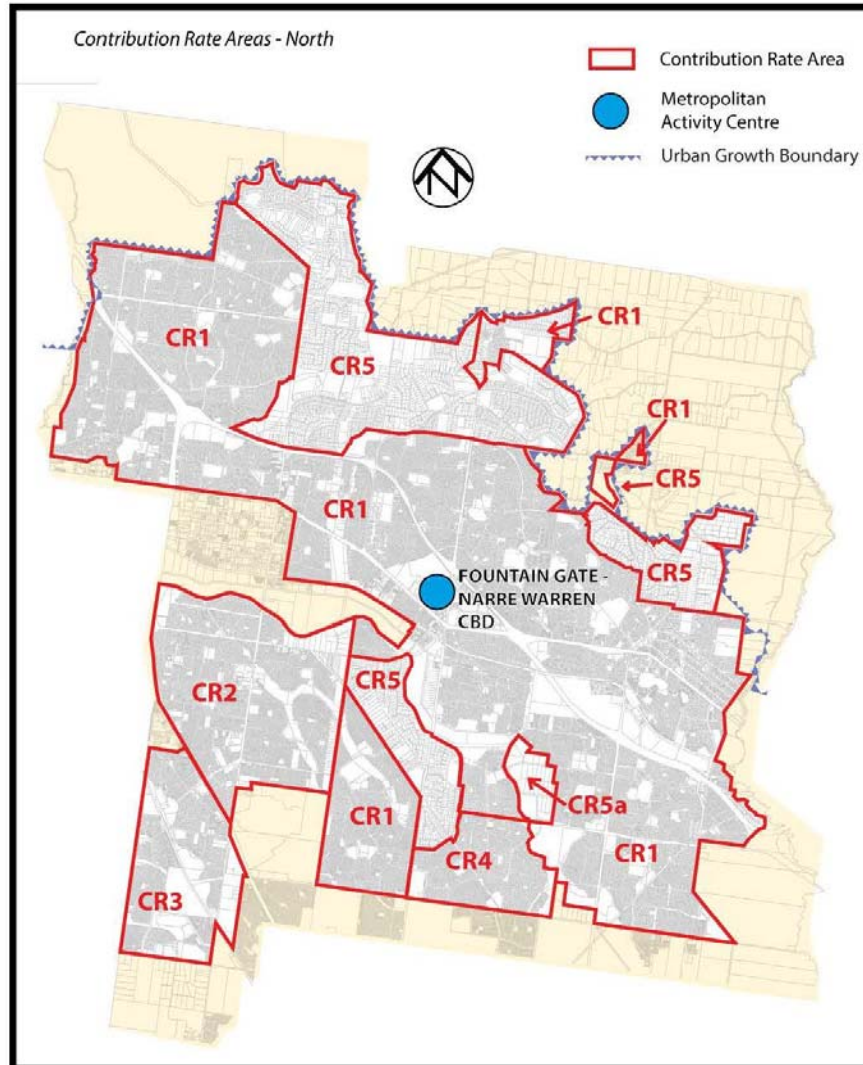 Contribution Rate Areas - North
Contribution Rate Area
Metropolitan
Activity Centre
Urban Growth Boundary
N
CR1
CR1
CR5
CR1
CR5
CR1
CR5
FOUNTAIN GATE -
NARRE WARREN
CBD
CR5
CR2
CR5a
CR1
CR1
CR4
CR3